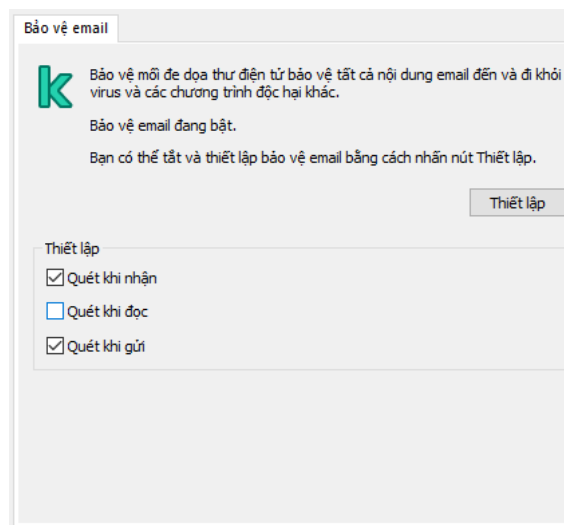 Bảo vệ email
Bảo vệ mối đe dọa thư điện tử bảo vệ tất cả nội dung email đến và đi khỏi
virus và các chương trình độc hại khác.
Bảo vệ email đang bật.
Bạn có thể tắt và thiết lập bảo vệ email bằng cách nhấn nút Thiết lập.
Thiết lập
Thiết lập
Quét khi nhận
Quét khi đọc
Quét khi gửi